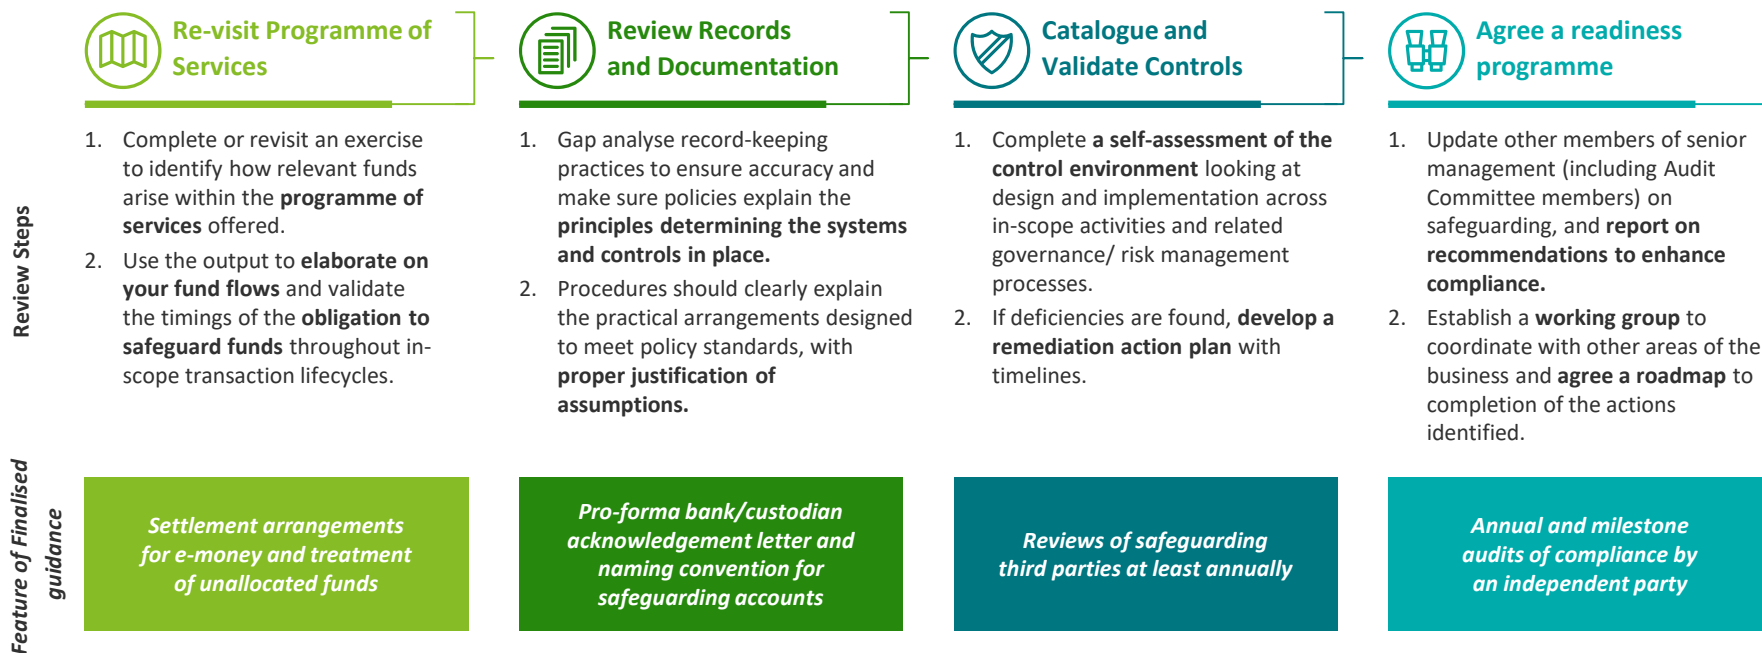 Re-visit Programme of
Services
Review Records
and Documentation
Catalogue and
Validate Controls
Agree a readiness
programme
Review Steps
1. Complete or revisit an exercise
to identify how relevant funds
arise within the programme of
services offered.
2. Use the output to elaborate on
your fund flows and validate
the timings of the obligation to
safeguard funds throughout in-
scope transaction lifecycles.
1. Gap analyse record-keeping
practices to ensure accuracy and
make sure policies explain the
principles determining the systems
and controls in place.
2. Procedures should clearly explain
the practical arrangements designed
to meet policy standards, with
proper justification of
assumptions.
1. Complete a self-assessment of the
control environment looking at
design and implementation across
in-scope activities and related
governance/ risk management
processes.
2. If deficiencies are found, develop a
remediation action plan with
timelines.
1. Update other members of senior
management (including Audit
Committee members) on
safeguarding, and report on
recommendations to enhance
compliance.
2. Establish a working group to
coordinate with other areas of the
business and agree a roadmap to
completion of the actions
identified.
Feature of Finalised
guidance
Settlement arrangements
for e-money and treatment
of unallocated funds
Pro-forma bank/custodian
acknowledgement letter and
naming convention for
safeguarding accounts
Reviews of safeguarding
third parties at least annually
Annual and milestone
audits of compliance by
an independent party